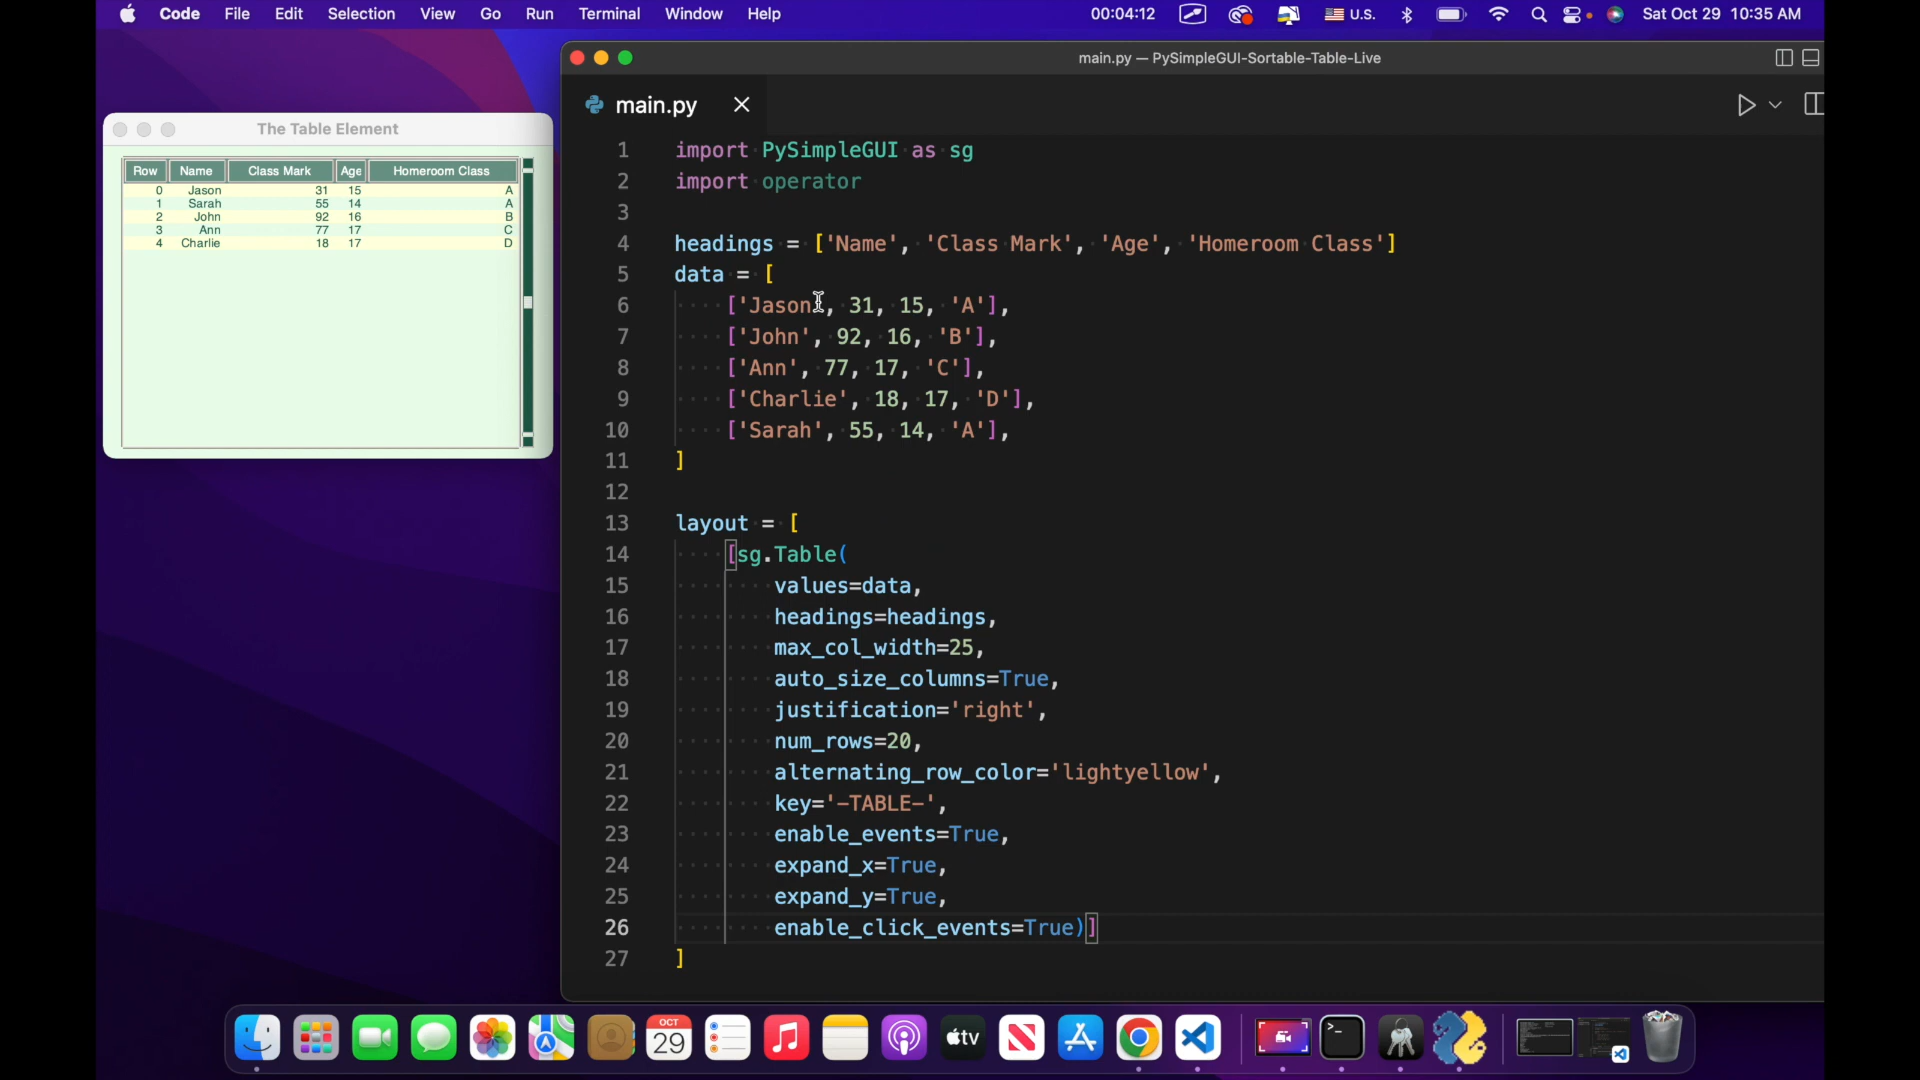 Code File Edit Selection View Go Run Terminal Window Help 00:04:12 U.S. Sat Oct 29 10:35 AM
main.py — PySimpleGUI-Sortable-Table-Live
main.py
The Table Element
Row Name Class Mark Age Homeroom Class
0 Jason 31 15 A
1 Sarah 55 14 A
2 John 92 16 B
3 Ann 77 17 C
4 Charlie 18 17 D
1 import PySimpleGUI as sg
2 import operator
3
4 headings = ['Name', 'Class Mark', 'Age', 'Homeroom Class']
5 data = [
6 ['Jason', 31, 15, 'A'],
7 ['John', 92, 16, 'B'],
8 ['Ann', 77, 17, 'C'],
9 ['Charlie', 18, 17, 'D'],
10 ['Sarah', 55, 14, 'A'],
11 ]
12
13 layout = [
14 [sg.Table(
15 values=data,
16 headings=headings,
17 max_col_width=25,
18 auto_size_columns=True,
19 justification='right',
20 num_rows=20,
21 alternating_row_color='lightyellow',
22 key='-TABLE-',
23 enable_events=True,
24 expand_x=True,
25 expand_y=True,
26 enable_click_events=True)]
27 ]
OCT
29
tv